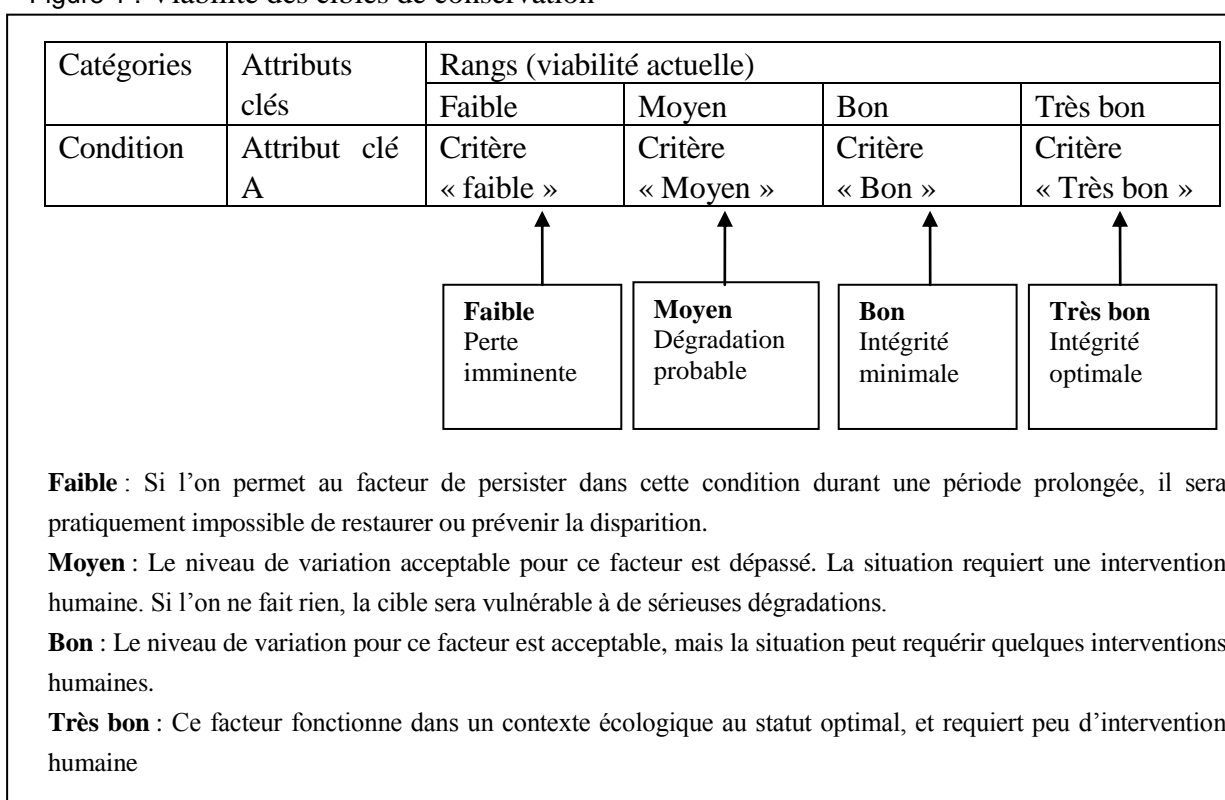 Figure 1 : Viabilité des cibles de conservation
Catégories Attributs clés Rangs (viabilité actuelle)
Faible Moyen Bon Très bon
Condition Attribut clé A Critère « faible » Critère « Moyen » Critère « Bon » Critère « Très bon »
Faible
Perte
imminente
Moyen
Dégradation
probable
Bon
Intégrité
minimale
Très bon
Intégrité
optimale
Faible : Si l’on permet au facteur de persister dans cette condition durant une période prolongée, il sera
pratiquement impossible de restaurer ou prévenir la disparition.
Moyen : Le niveau de variation acceptable pour ce facteur est dépassé. La situation requiert une intervention
humaine. Si l’on ne fait rien, la cible sera vulnérable à de sérieuses dégradations.
Bon : Le niveau de variation pour ce facteur est acceptable, mais la situation peut requérir quelques interventions
humaines.
Très bon : Ce facteur fonctionne dans un contexte écologique au statut optimal, et requiert peu d’intervention
humaine